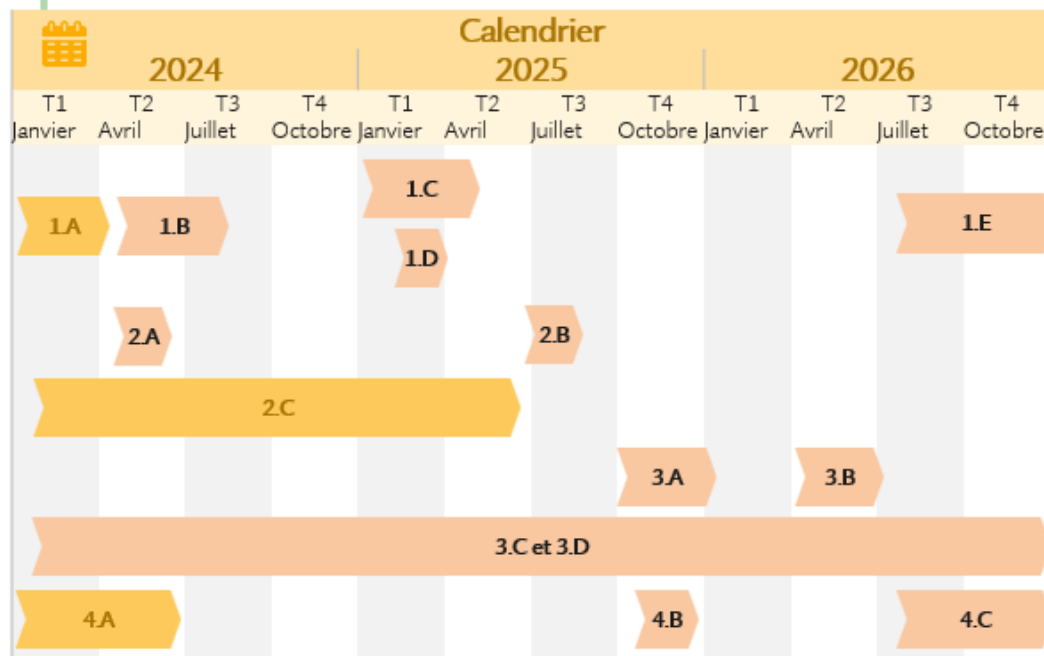 Calendrier
2024 2025 2026
T1 T2 T3 T4 T1 T2 T3 T4 T1 T2 T3 T4
Janvier Avril Juillet Octobre Janvier Avril Juillet Octobre Janvier Avril Juillet Octobre
1.C
1.A 1.B 1.E
1.D
2.A 2.B
2.C
3.A 3.B
3.C et 3.D
4.A 4.B 4.C